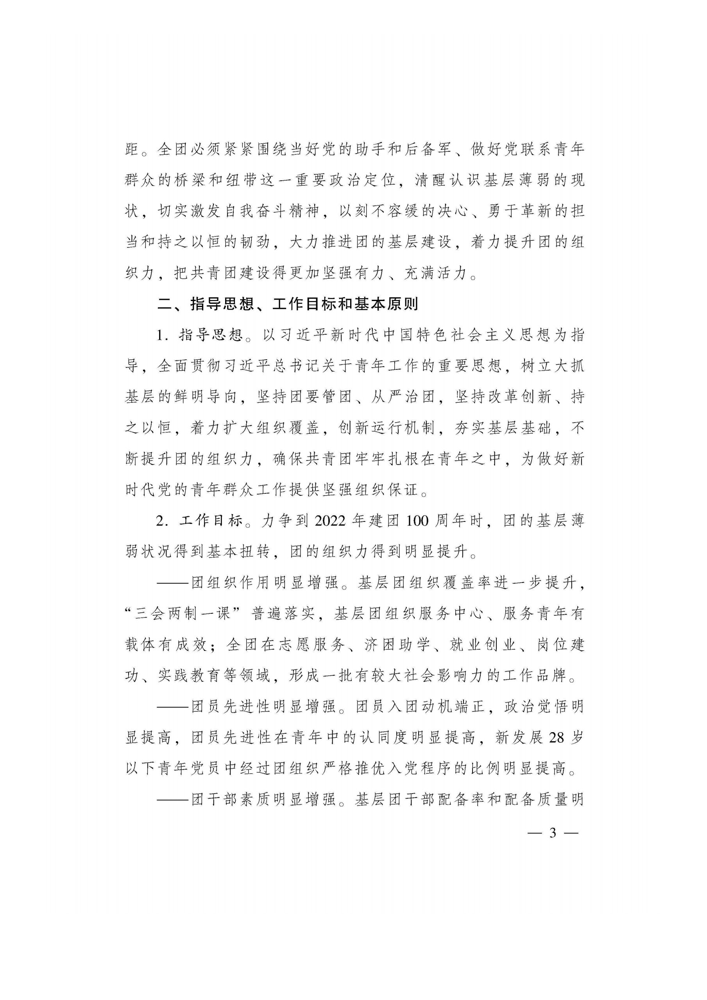 距。全团必须紧紧围绕当好党的助手和后备军、做好党联系青年
群众的桥梁和纽带这一重要政治定位，清醒认识基层薄弱的现
状，切实激发自我奋斗精神，以刻不容缓的决心、勇于革新的担
当和持之以恒的韧劲，大力推进团的基层建设，着力提升团的组
织力，把共青团建设得更加坚强有力、充满活力。
二、指导思想、工作目标和基本原则
1. 指导思想。以习近平新时代中国特色社会主义思想为指
导，全面贯彻习近平总书记关于青年工作的重要思想，树立大抓
基层的鲜明导向，坚持团要管团、从严治团，坚持改革创新、持
之以恒，着力扩大组织覆盖，创新运行机制，夯实基层基础，不
断提升团的组织力，确保共青团牢牢扎根在青年之中，为做好新
时代党的青年群众工作提供坚强组织保证。
2. 工作目标。力争到 2022 年建团 100 周年时，团的基层薄
弱状况得到基本扭转，团的组织力得到明显提升。
——团组织作用明显增强。基层团组织覆盖率进一步提升，
“三会两制一课”普遍落实，基层团组织服务中心、服务青年有
载体有成效；全团在志愿服务、济困助学、就业创业、岗位建
功、实践教育等领域，形成一批有较大社会影响力的工作品牌。
——团员先进性明显增强。团员入团动机端正，政治觉悟明
显提高，团员先进性在青年中的认同度明显提高，新发展 28 岁
以下青年党员中经过团组织严格推优入党程序的比例明显提高。
——团干部素质明显增强。基层团干部配备率和配备质量明
— 3 —